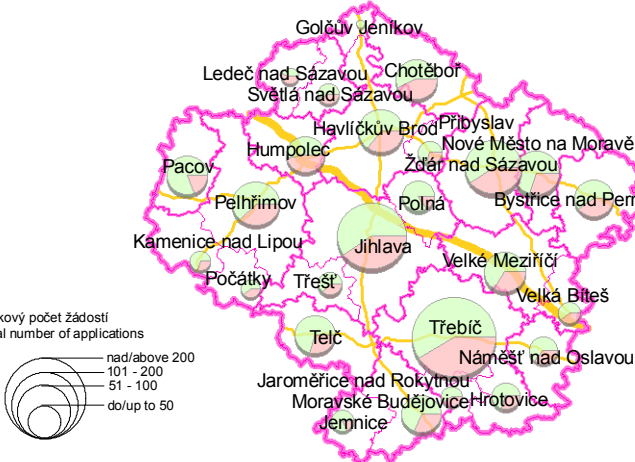 Golčův Jeníkov
Ledeč nad Sázavou
Chotěboř
Světlá nad Sázavou
Havlíčkův Brod
Přibyslav
Humpolec
Nové Město na Moravě
Pacov
Žďár nad Sázavou
Pelhřimov
Polná
Bystřice nad Pern
Kamenice nad Lipou
Jihlava
Velké Meziříčí
Počátky
Třešť
Velká Bíteš
kový počet žádostí
al number of applications
Telč
Třebíč
nad/above 200
101 - 200
51 - 100
do/up to 50
Náměšť nad Oslavou
Jaroměřice nad Rokytnou
Moravské Budějovice
Hrotovice
Jemnice